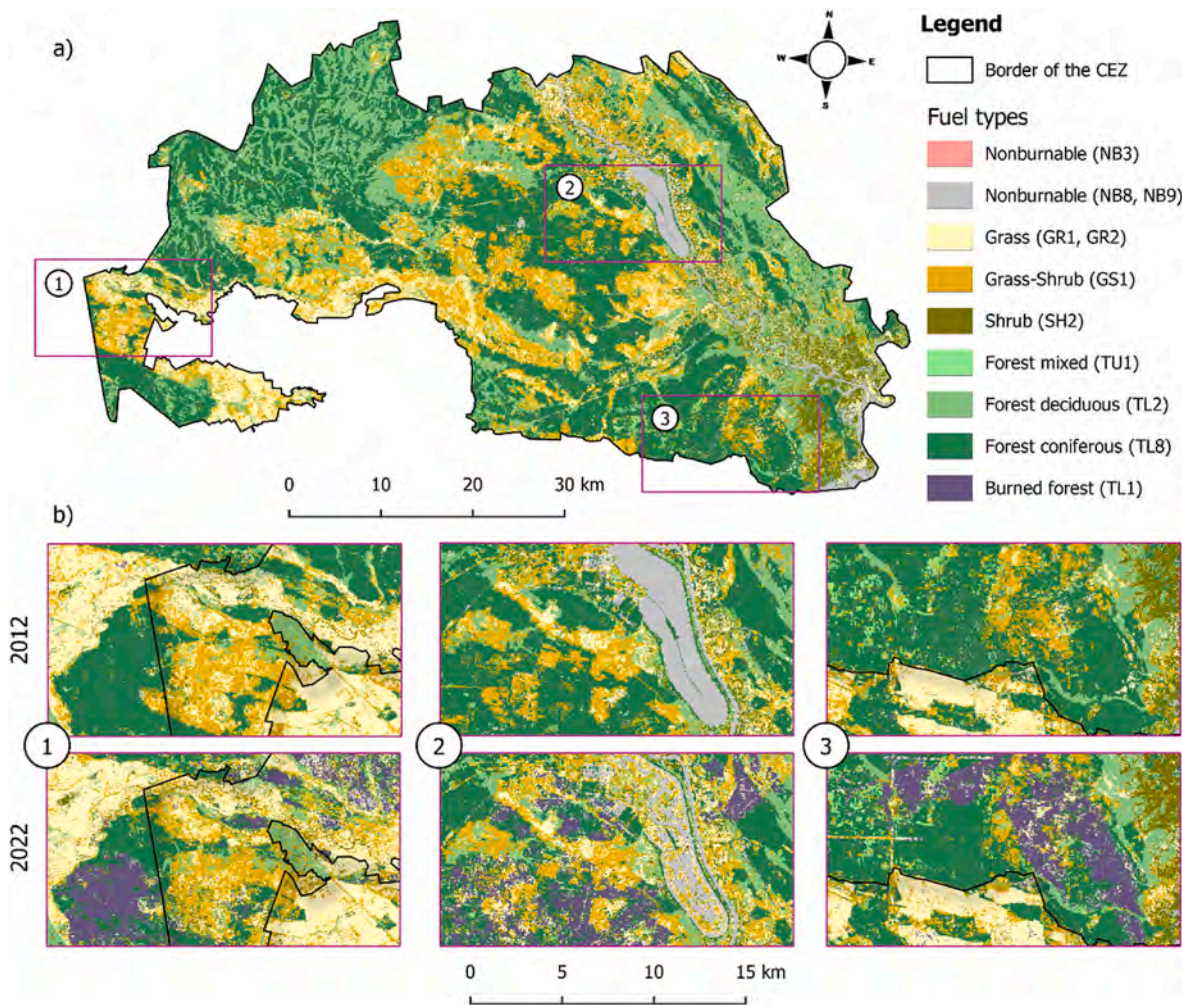 a)
N
W E
S
Legend
Border of the CEZ
Fuel types
Nonburnable (NB3)
Nonburnable (NB8, NB9)
Grass (GR1, GR2)
Grass-Shrub (GS1)
Shrub (SH2)
Forest mixed (TU1)
Forest deciduous (TL2)
Forest coniferous (TL8)
Burned forest (TL1)
1
2
3
0 10 20 30 km
b)
2012
1 2 3
2022
0 5 10 15 km